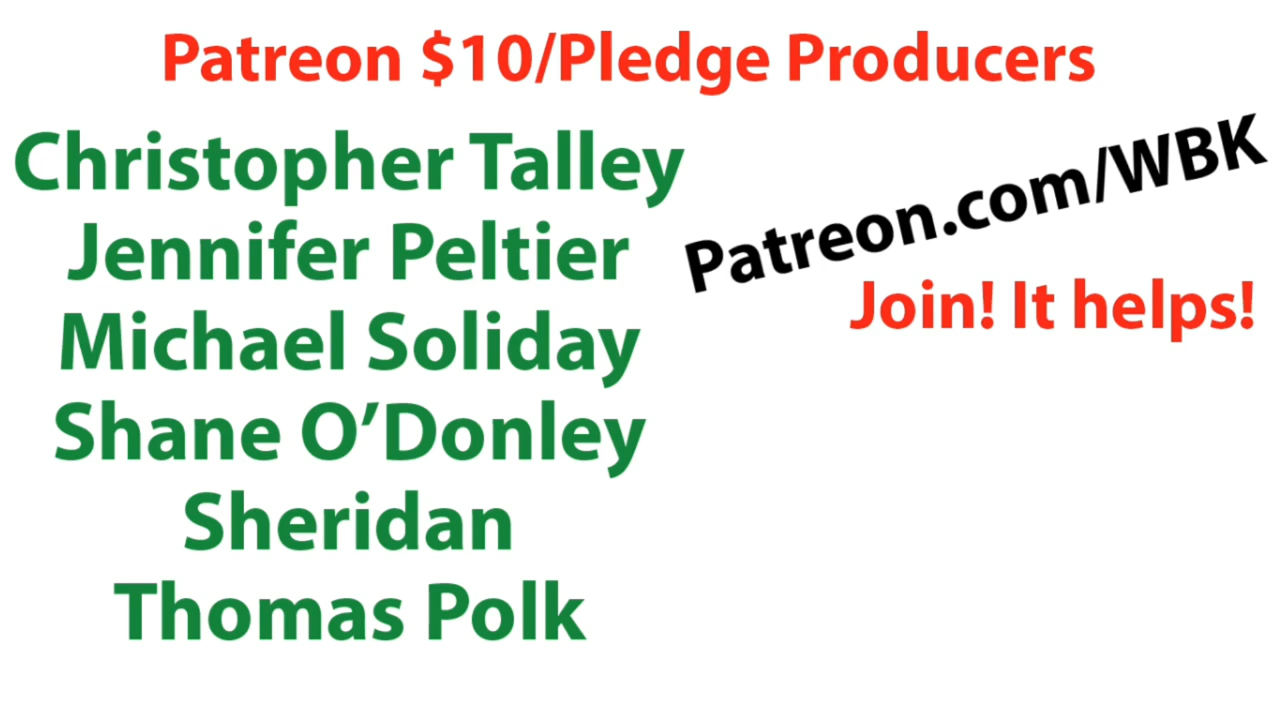 Patreon $10/Pledge Producers
Christopher Talley
Jennifer Peltier
Michael Soliday
Shane O’Donley
Sheridan
Thomas Polk
Patreon.com/WBK
Join! It helps!